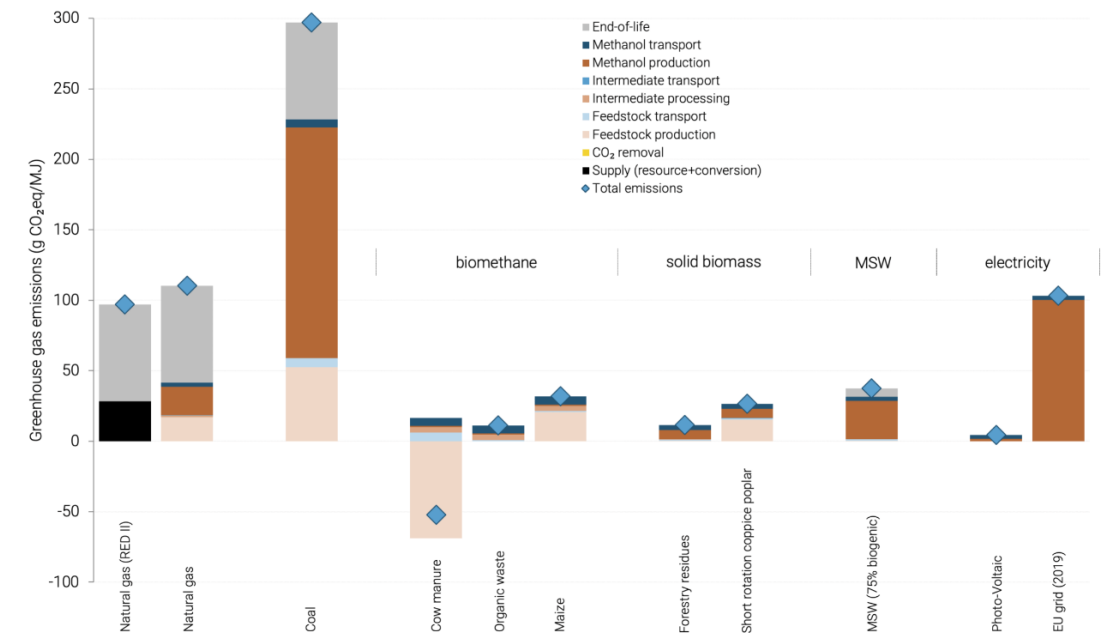 Greenhouse gas emissions (g CO₂eq/MJ)
300
250
200
150
100
50
0
-50
-100
End-of-life
Methanol transport
Methanol production
Intermediate transport
Intermediate processing
Feedstock transport
Feedstock production
CO₂ removal
Supply (resource+conversion)
Total emissions
biomethane
solid biomass
MSW
electricity
Natural gas (RED II)
Natural gas
Coal
Cow manure
Organic waste
Maize
Forestry residues
Short rotation coppice poplar
MSW (75% biogenic)
Photo-Voltaic
EU grid (2019)